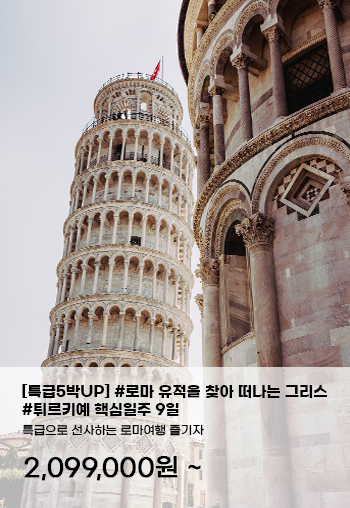 [특급5박UP] #로마 유적을 찾아 떠나는 그리스
#튀르키예 핵심일주 9일
특급으로 선사하는 로마여행 즐기자
2,099,000원 ~